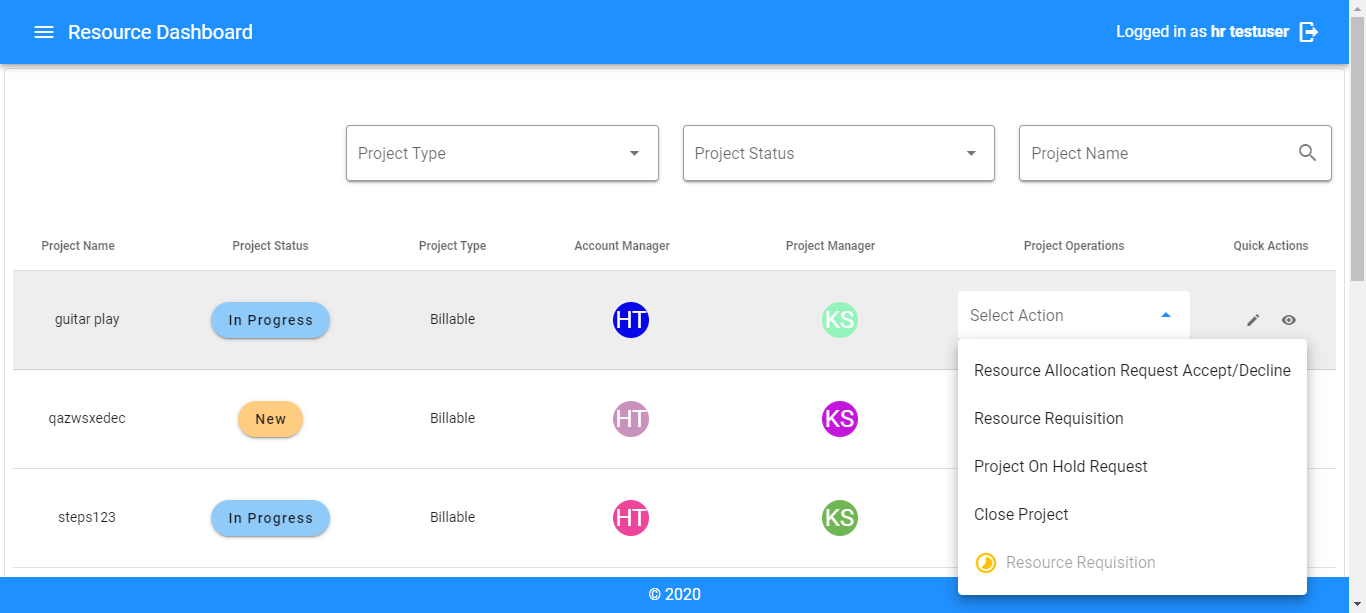 Resource Dashboard
Logged in as hr testuser
Project Type
Project Status
Project Name
Project Name Project Status Project Type Account Manager Project Manager Project Operations Quick Actions
guitar play In Progress Billable HT KS Select Action
Resource Allocation Request Accept/Decline
qazwsxedec New Billable HT KS Resource Requisition
Project On Hold Request
steps123 In Progress Billable HT KS Close Project
Resource Requisition
© 2020